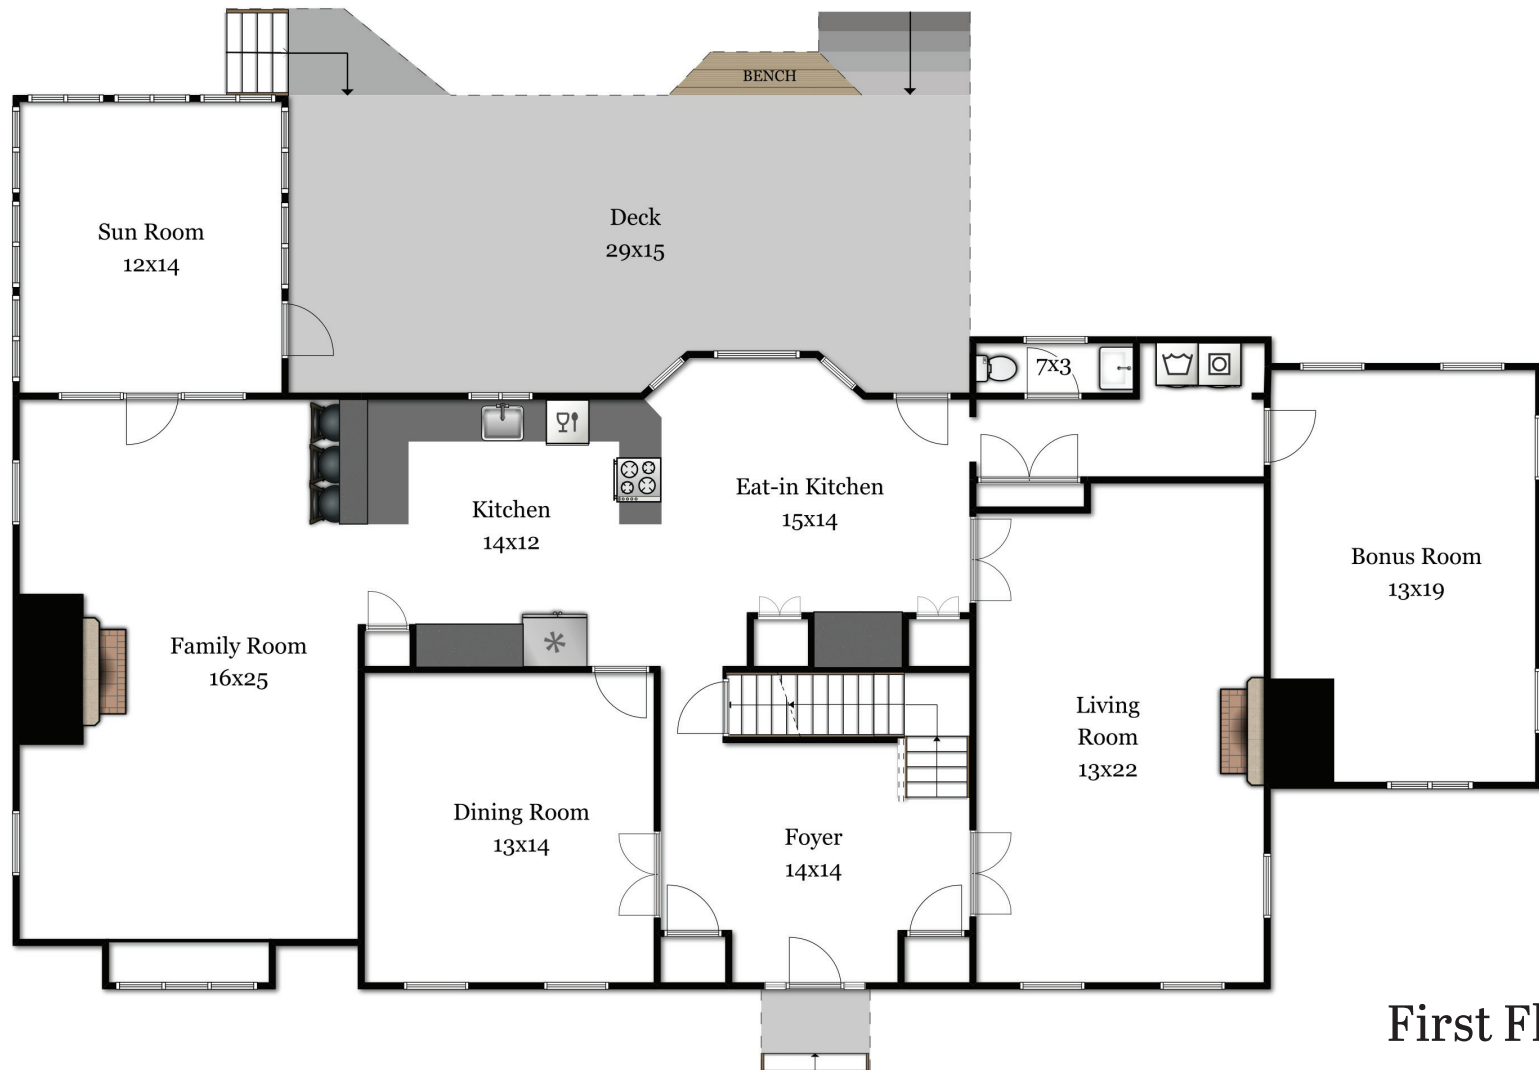 BENCH
Sun Room
12x14
Deck
29x15
7x3
Kitchen
14x12
Eat-in Kitchen
15x14
Bonus Room
13x19
Family Room
16x25
Living
Room
13x22
Dining Room
13x14
Foyer
14x14
First Fl